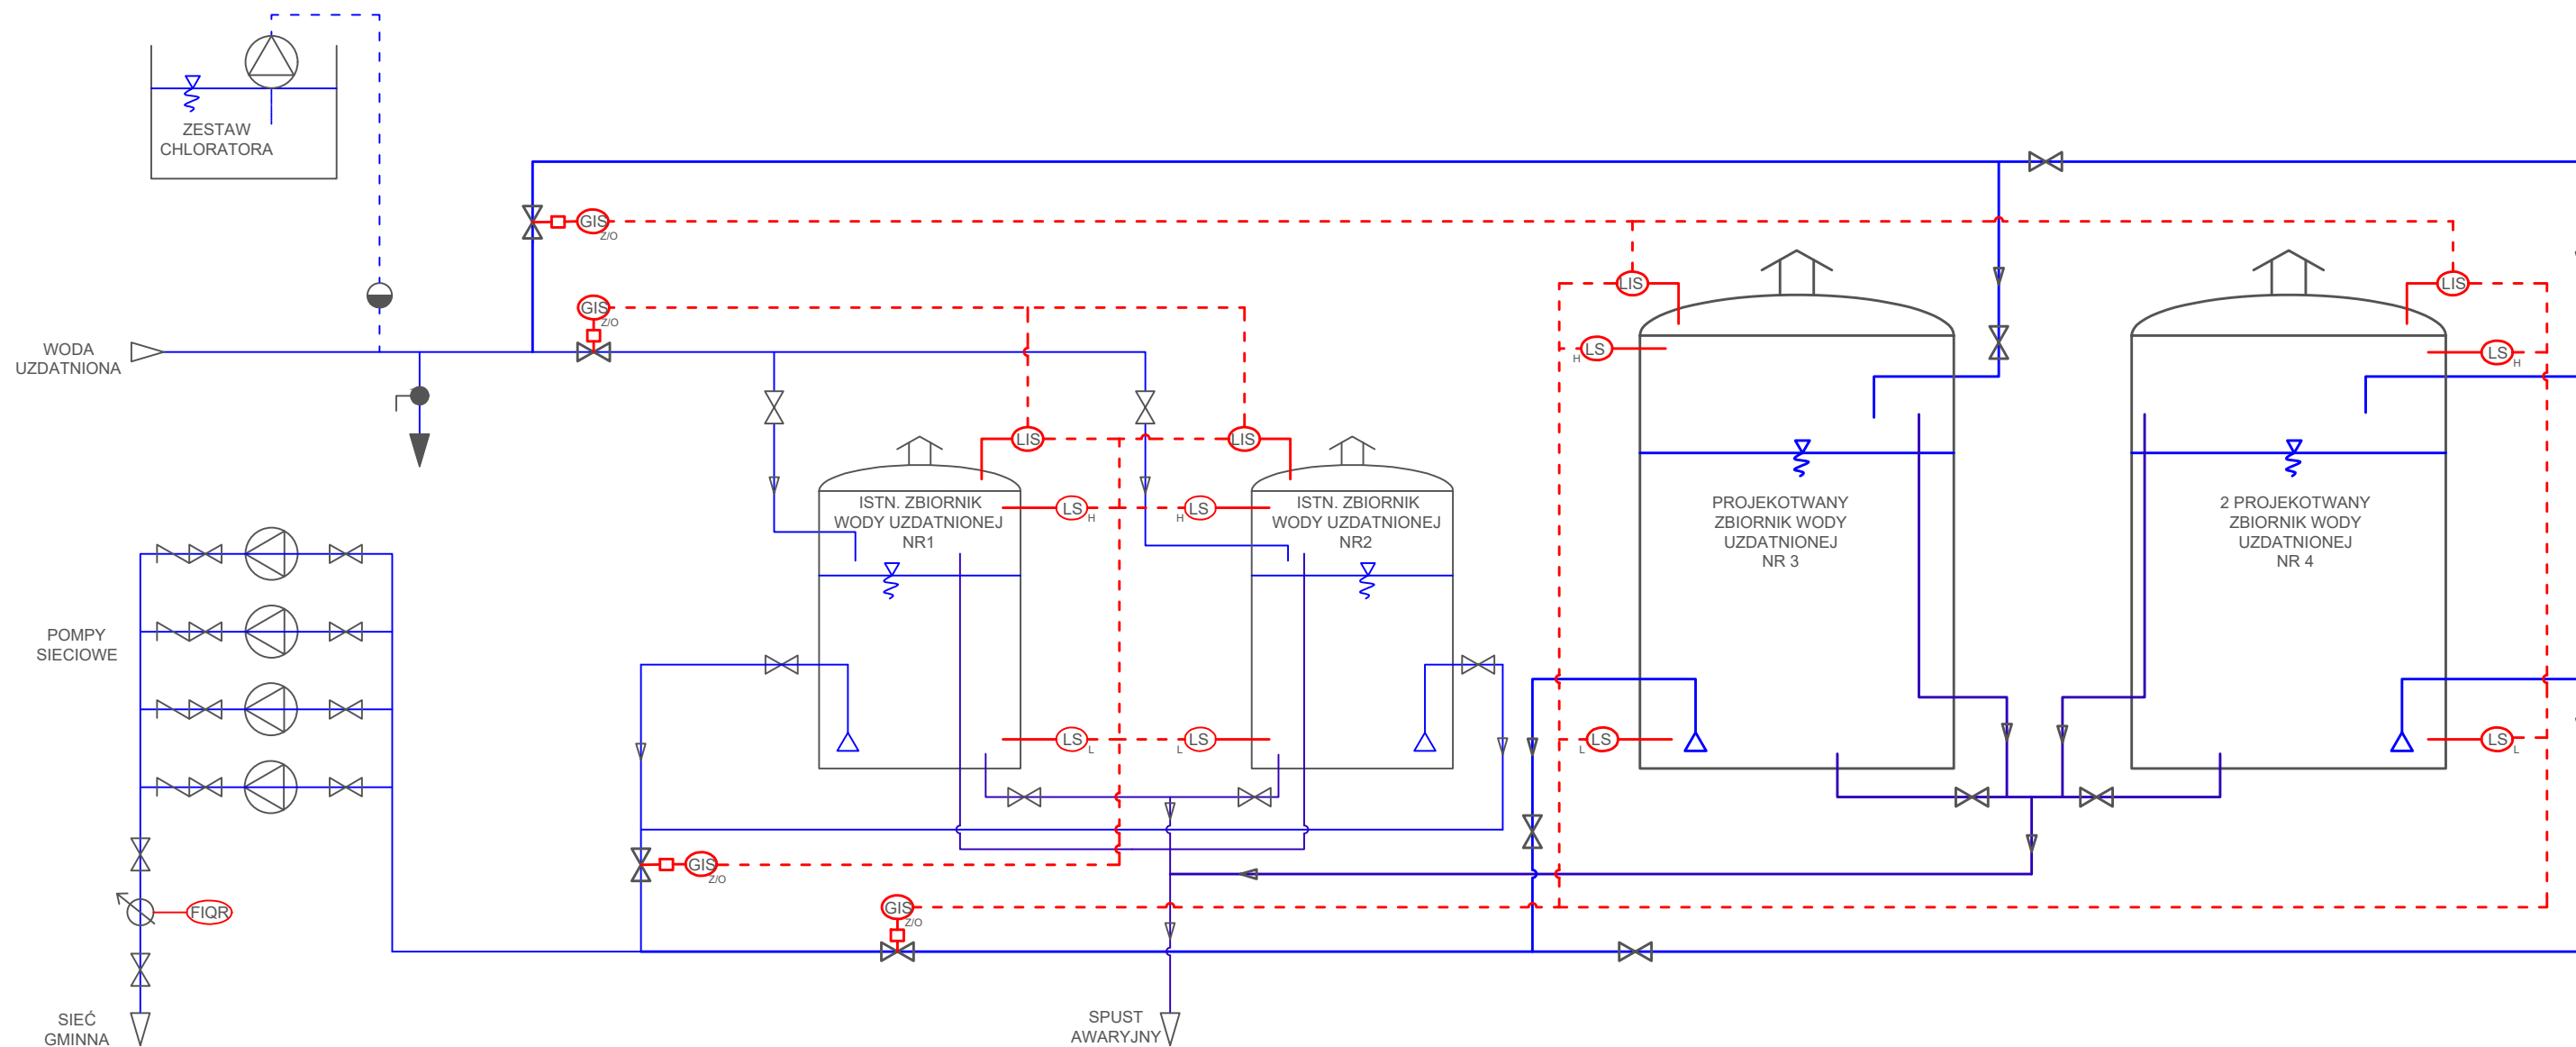 ZESTAW
CHLORATORA
GIS
Z/O
GIS
Z/O
WODA
UZDATNIONA
LIS
LIS
LS
H
LS
H
LIS
LIS
ISTN. ZBIORNIK
WODY UZDATNIONEJ
NR1
LS
H
LS
H
ISTN. ZBIORNIK
WODY UZDATNIONEJ
NR2
PROJEKOTWANY
ZBIORNIK WODY
UZDATNIONEJ
NR 3
2 PROJEKOTWANY
ZBIORNIK WODY
UZDATNIONEJ
NR 4
POMPY
SIECIOWE
LS
L
LS
L
LS
L
LS
L
GIS
Z/O
FIQR
GIS
Z/O
SIEĆ
GMINNA
SPUST
AWARYJNY